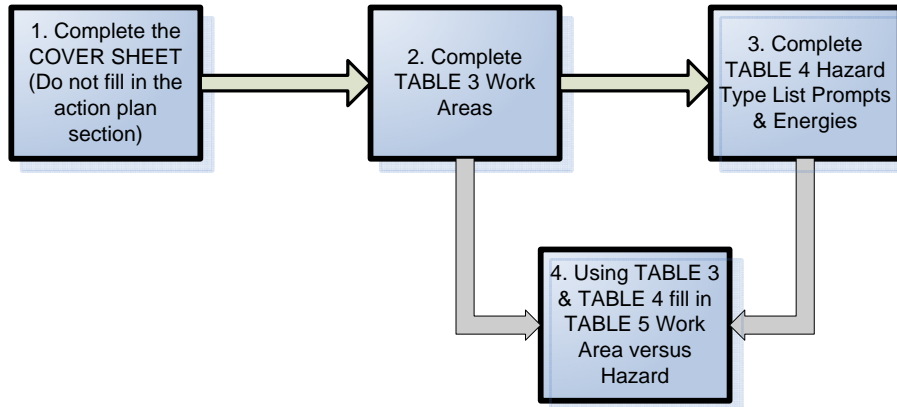 1. Complete the
COVER SHEET
(Do not fill in the
action plan
section)
2. Complete
TABLE 3 Work
Areas
3. Complete
TABLE 4 Hazard
Type List Prompts
& Energies
4. Using TABLE 3
& TABLE 4 fill in
TABLE 5 Work
Area versus
Hazard